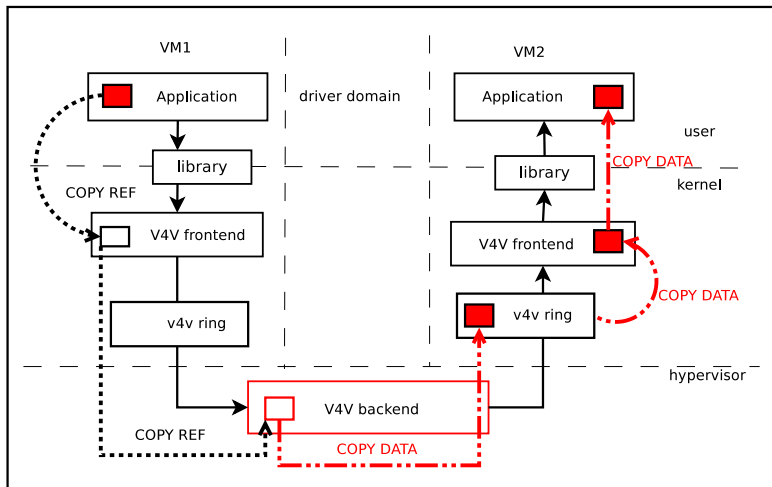 VM1
VM2
Application
driver domain
Application
user
COPY DATA
library
library
kernel
COPY REF
V4V frontend
V4V frontend
COPY DATA
v4v ring
v4v ring
hypervisor
V4V backend
COPY REF
COPY DATA